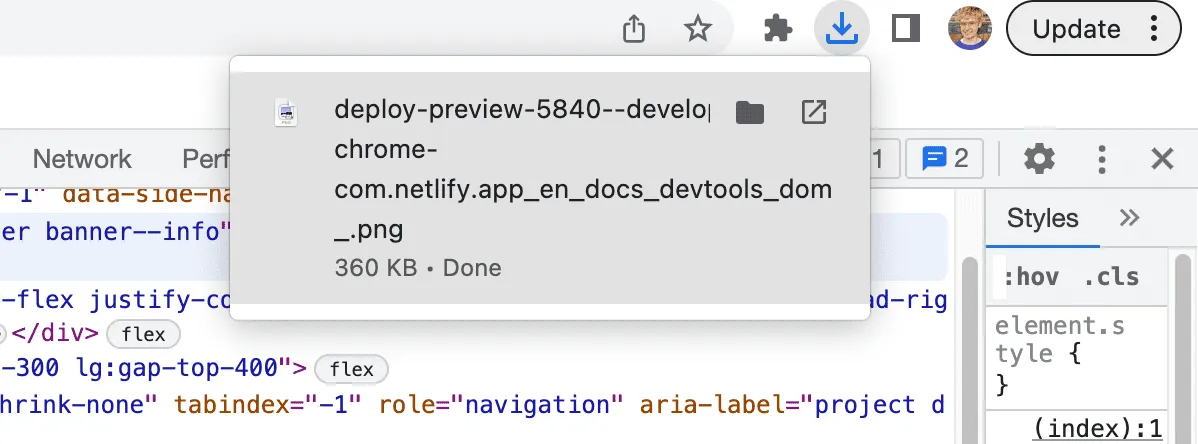 Update
deploy-preview-5840--develop
chrome-
com.netlify.app_en_docs_devtools_dom
_.png
360 KB • Done
Network
Perf
1
2
-1" data-side-na
er banner--info"
-flex justify-co
ad-rig
</div> flex
-300 lg:gap-top-400"> flex
hrink-none" tabindex="-1" role="navigation" aria-label="project d
Styles
:hov .cls
element.s
tyle {
}
(index):1